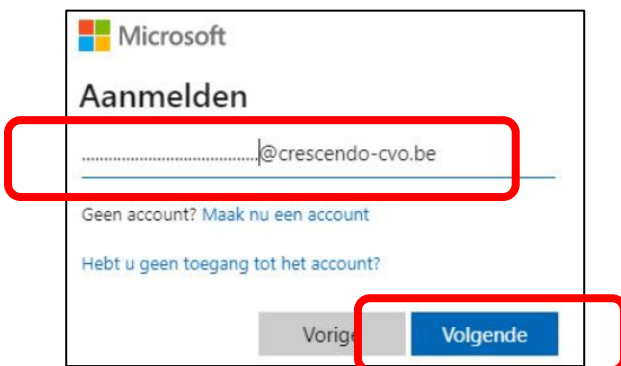 Microsoft
Aanmelden
........................................@crescendo-cvo.be
Geen account? Maak nu een account
Hebt u geen toegang tot het account?
Vorige Volgende